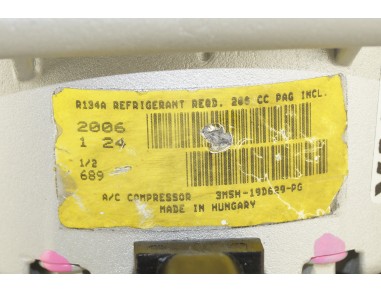 R134A REFRIGERANT REQD. 200 CC PAG INCL.
2006
1 24
1/2
689
A/C COMPRESSOR 3M5H-19D629-PG
MADE IN HUNGARY